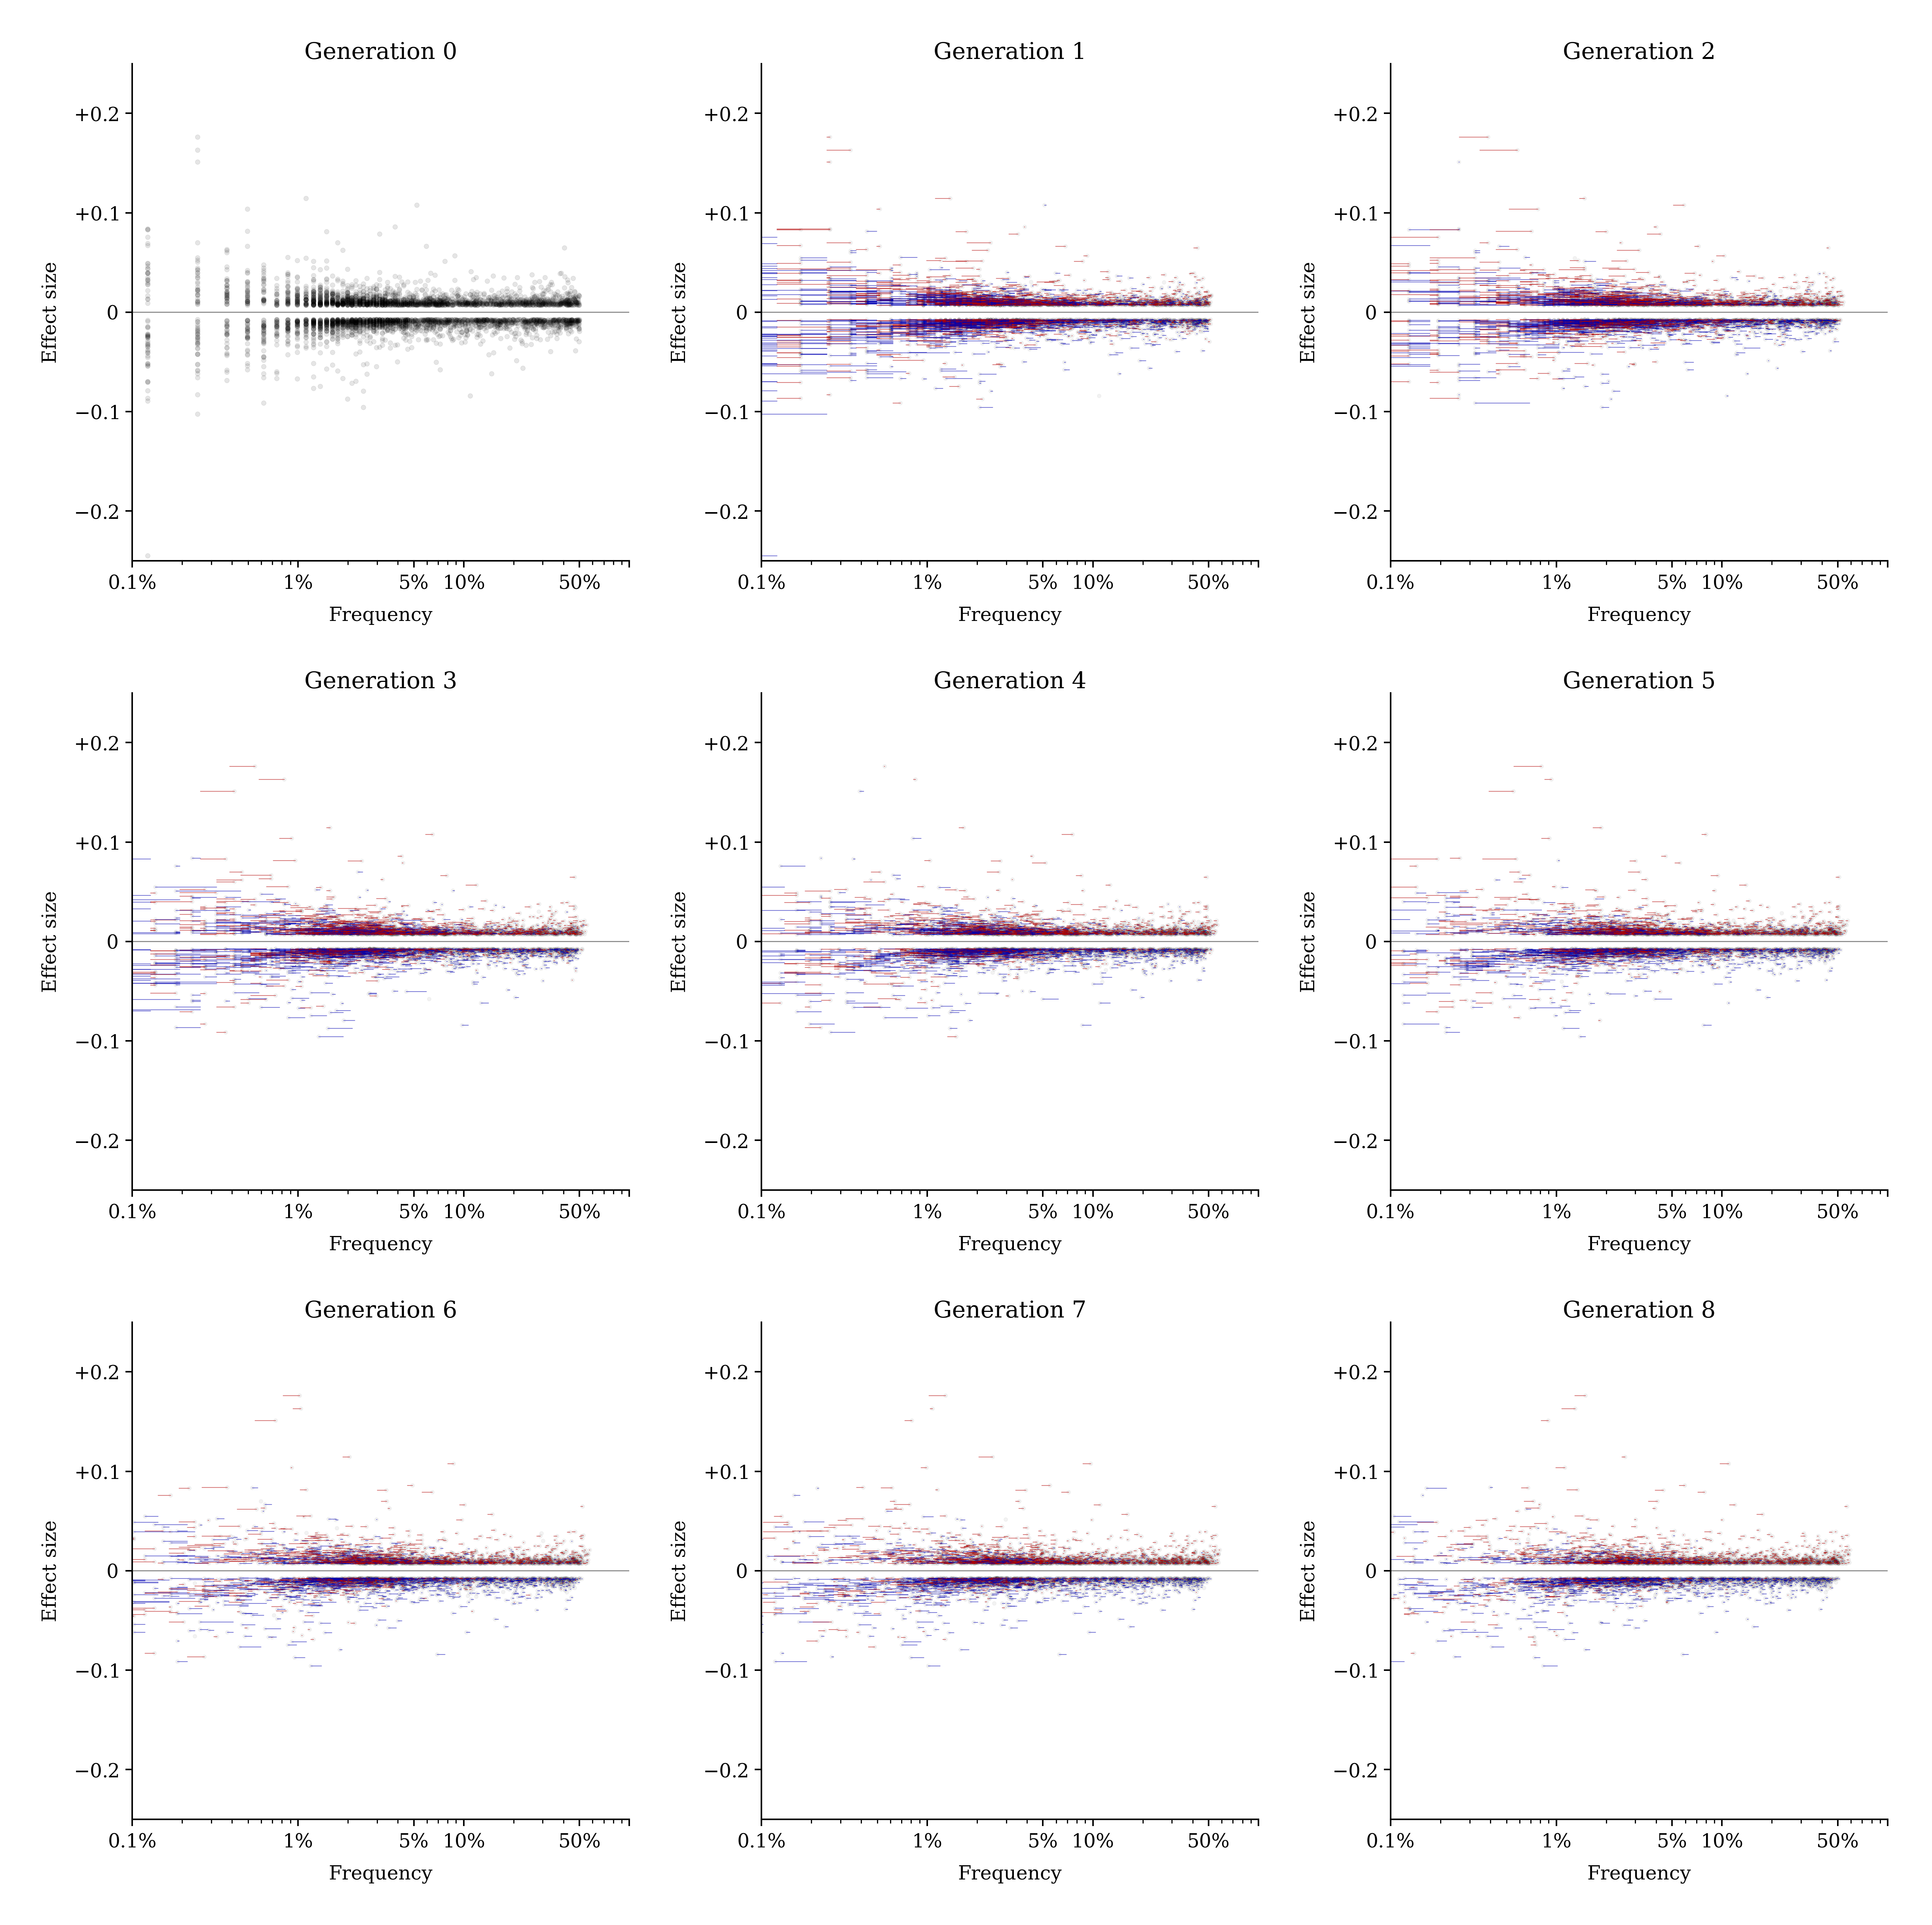 Generation 0
+0.2
+0.1
0
−0.1
−0.2
Effect size
0.1% 1% 5% 10% 50%
Frequency
Generation 1
+0.2
+0.1
0
−0.1
−0.2
Effect size
0.1% 1% 5% 10% 50%
Frequency
Generation 2
+0.2
+0.1
0
−0.1
−0.2
Effect size
0.1% 1% 5% 10% 50%
Frequency
Generation 3
+0.2
+0.1
0
−0.1
−0.2
Effect size
0.1% 1% 5% 10% 50%
Frequency
Generation 4
+0.2
+0.1
0
−0.1
−0.2
Effect size
0.1% 1% 5% 10% 50%
Frequency
Generation 5
+0.2
+0.1
0
−0.1
−0.2
Effect size
0.1% 1% 5% 10% 50%
Frequency
Generation 6
+0.2
+0.1
0
−0.1
−0.2
Effect size
0.1% 1% 5% 10% 50%
Frequency
Generation 7
+0.2
+0.1
0
−0.1
−0.2
Effect size
0.1% 1% 5% 10% 50%
Frequency
Generation 8
+0.2
+0.1
0
−0.1
−0.2
Effect size
0.1% 1% 5% 10% 50%
Frequency